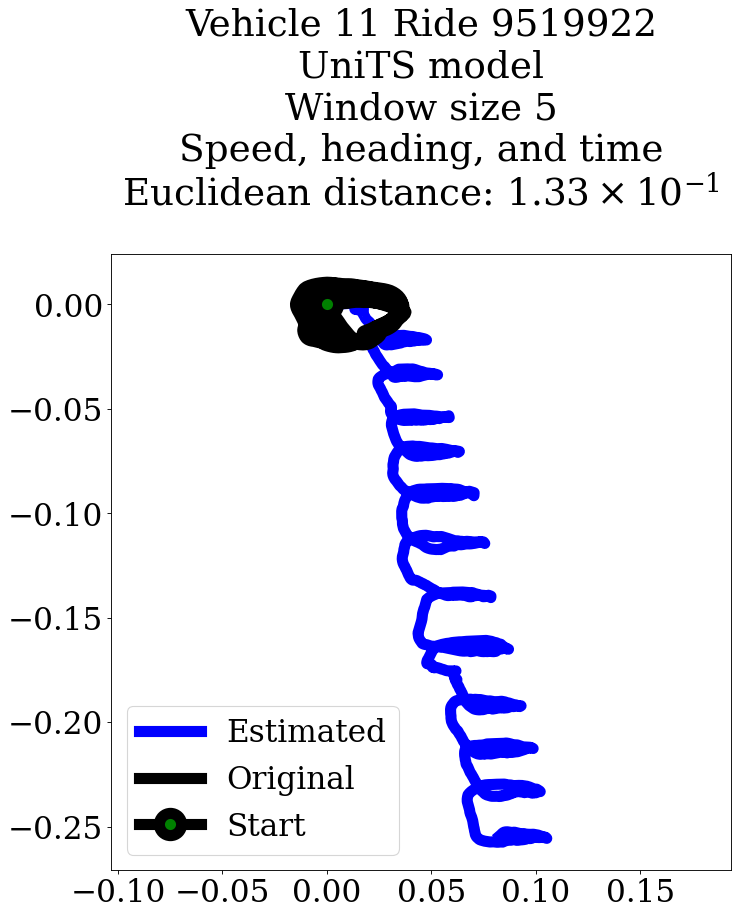 Vehicle 11 Ride 9519922
UniTS model
Window size 5
Speed, heading, and time
Euclidean distance: 1.33 × 10⁻¹
0.00
−0.05
−0.10
−0.15
−0.20
−0.25
Estimated
Original
Start
−0.10 −0.05 0.00 0.05 0.10 0.15